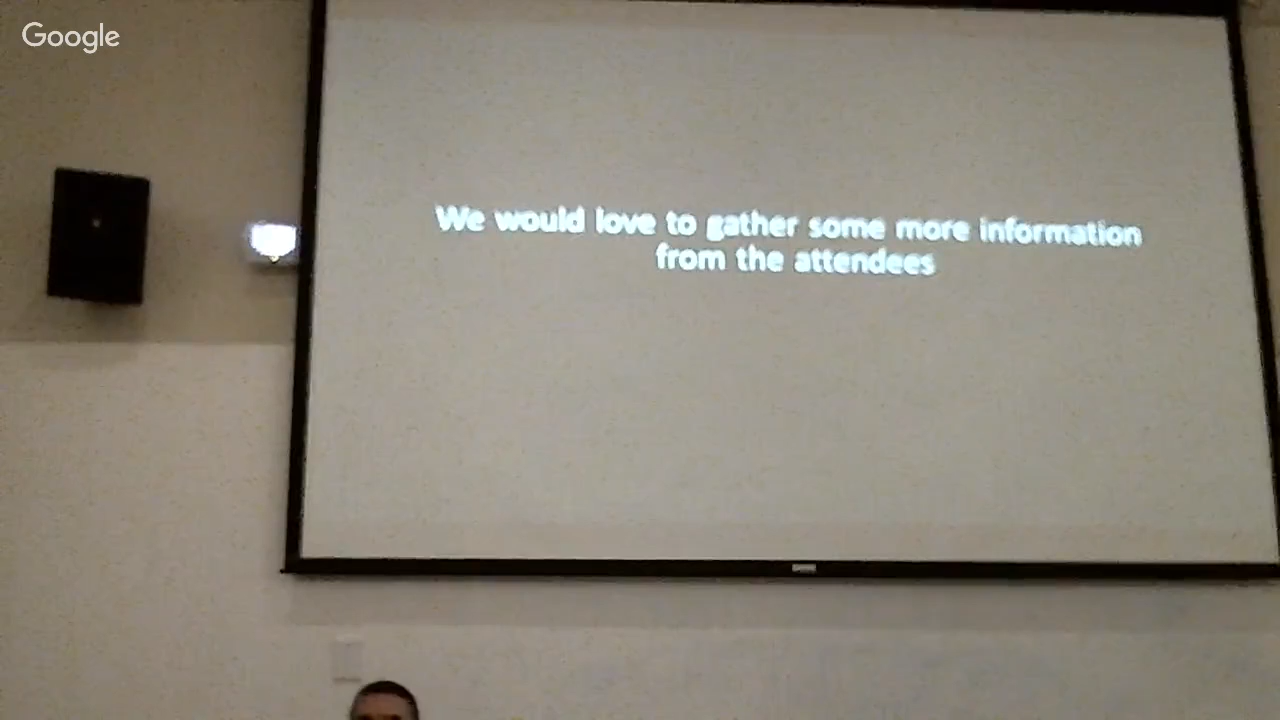 Google
We would love to gather some more information
from the attendees